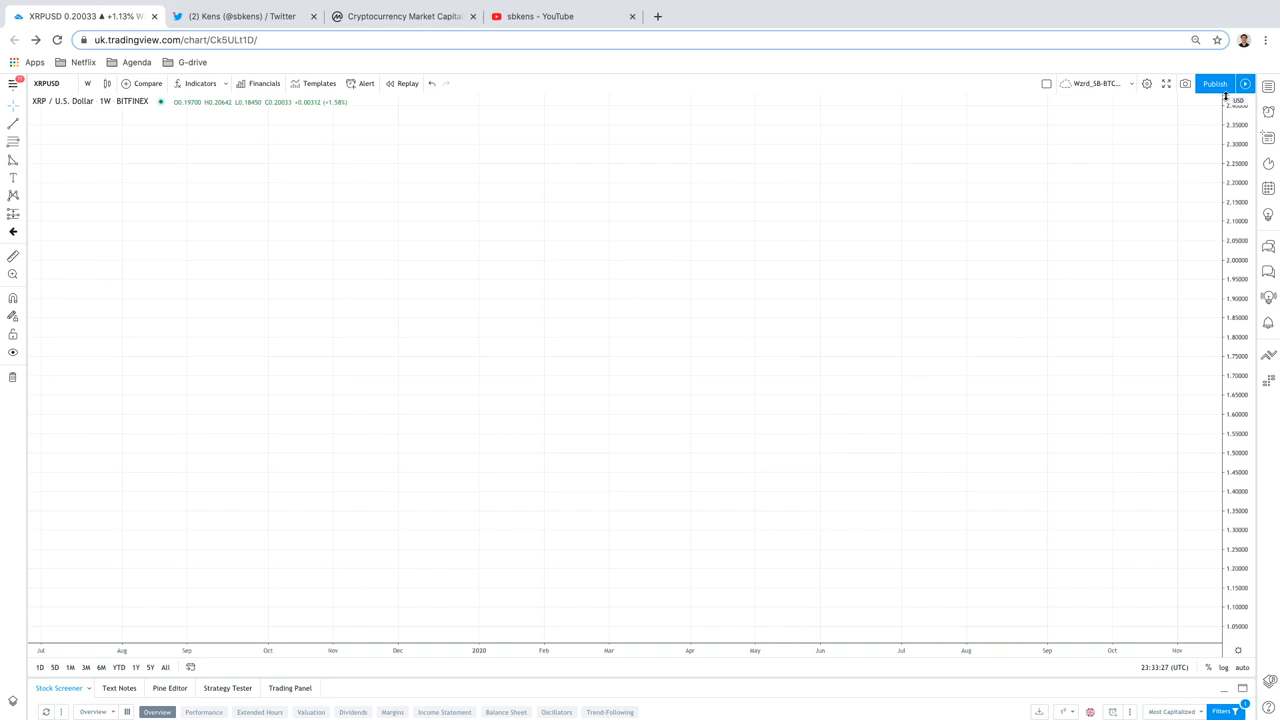 XRPUSD 0.20033 ▲ +1.13% W
(2) Kens (@sbkens) / Twitter
Cryptocurrency Market Capital
sbkens - YouTube
uk.tradingview.com/chart/Ck5ULt1D/
Apps Netflix Agenda G-drive
XRPUSD W Compare Indicators Financials Templates Alert Replay Wzrd_SB-BTC... Publish
XRP / U.S. Dollar 1W BITFINEX O0.19700 H0.20642 L0.18450 C0.20033 +0.00312 (+1.58%) USD
2.40000
2.35000
2.30000
2.25000
2.20000
2.15000
2.10000
2.05000
2.00000
1.95000
1.90000
1.85000
1.80000
1.75000
1.70000
1.65000
1.60000
1.55000
1.50000
1.45000
1.40000
1.35000
1.30000
1.25000
1.20000
1.15000
1.10000
1.05000
Jul Aug Sep Oct Nov Dec 2020 Feb Mar Apr May Jun Jul Aug Sep Oct Nov
1D 5D 1M 3M 6M YTD 1Y 5Y All 23:33:27 (UTC) % log auto
Stock Screener Text Notes Pine Editor Strategy Tester Trading Panel
Overview Overview Performance Extended Hours Valuation Dividends Margins Income Statement Balance Sheet Oscillators Trend-Following Most Capitalized Filters